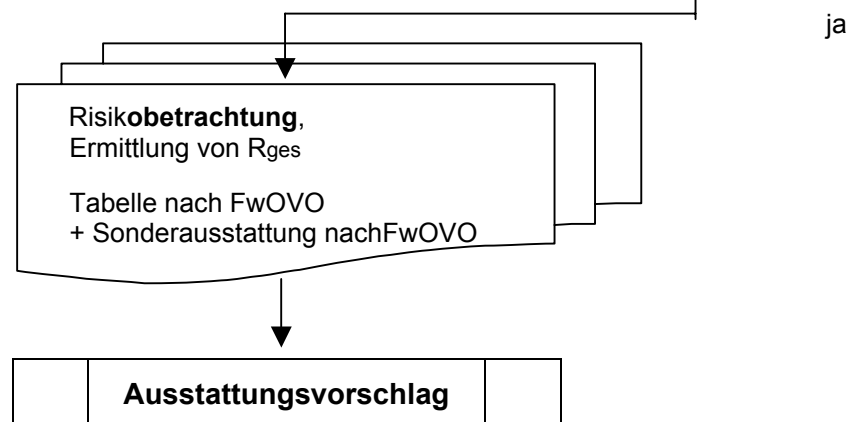 ja
Risikobetrachtung,
Ermittlung von Rges
Tabelle nach FwOVO
+ Sonderausstattung nachFwOVO
Ausstattungsvorschlag